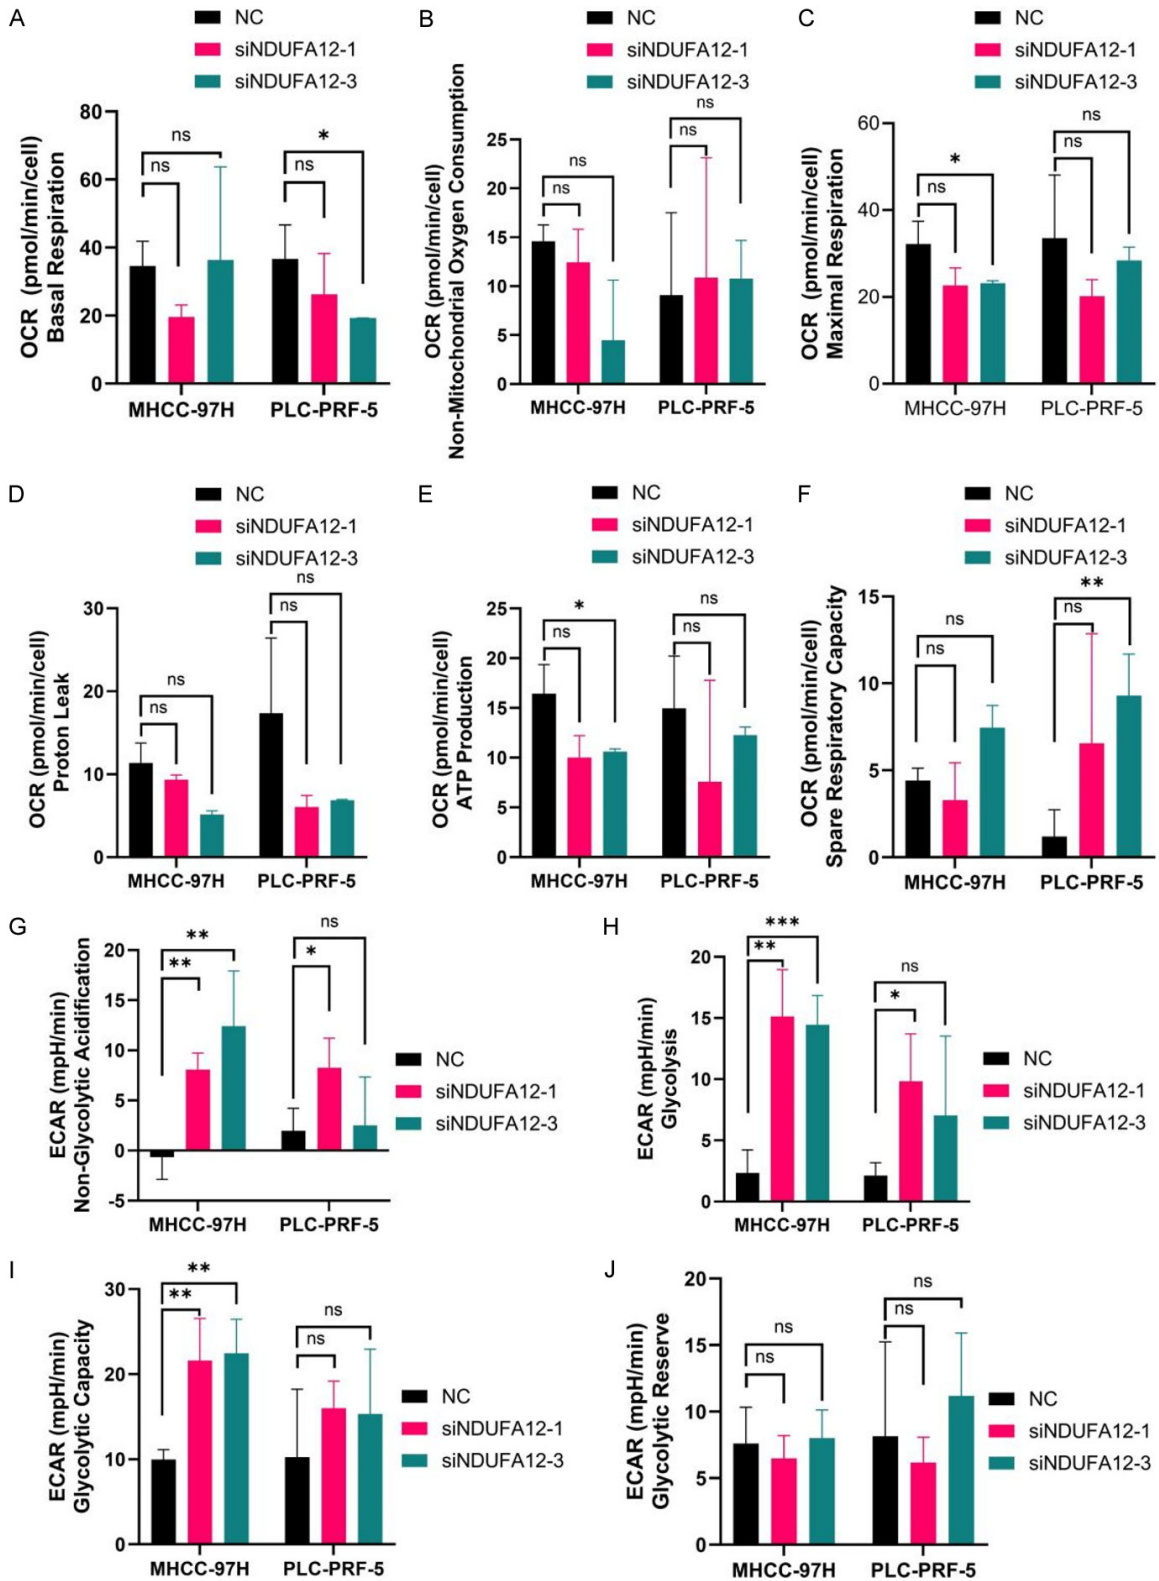 A
NC
siNDUFA12-1
siNDUFA12-3
OCR (pmol/min/cell)
Basal Respiration
80
60
40
20
0
ns
ns
ns
*
MHCC-97H
PLC-PRF-5
B
NC
siNDUFA12-1
siNDUFA12-3
OCR (pmol/min/cell)
Non-Mitochondrial Oxygen Consumption
25
20
15
10
5
0
ns
ns
ns
ns
MHCC-97H
PLC-PRF-5
C
NC
siNDUFA12-1
siNDUFA12-3
OCR (pmol/min/cell)
Maximal Respiration
60
40
20
0
ns
*
ns
ns
MHCC-97H
PLC-PRF-5
D
NC
siNDUFA12-1
siNDUFA12-3
OCR (pmol/min/cell)
Proton Leak
30
20
10
0
ns
ns
ns
ns
MHCC-97H
PLC-PRF-5
E
NC
siNDUFA12-1
siNDUFA12-3
OCR (pmol/min/cell)
ATP Production
25
20
15
10
5
0
ns
*
ns
ns
MHCC-97H
PLC-PRF-5
F
NC
siNDUFA12-1
siNDUFA12-3
OCR (pmol/min/cell)
Spare Respiratory Capacity
15
10
5
0
ns
ns
ns
**
MHCC-97H
PLC-PRF-5
G
ECAR (mpH/min)
Non-Glycolytic Acidification
20
15
10
5
0
-5
**
**
*
ns
MHCC-97H
PLC-PRF-5
NC
siNDUFA12-1
siNDUFA12-3
H
ECAR (mpH/min)
Glycolysis
20
15
10
5
0
***
**
ns
*
MHCC-97H
PLC-PRF-5
NC
siNDUFA12-1
siNDUFA12-3
I
ECAR (mpH/min)
Glycolytic Capacity
30
20
10
0
**
**
ns
ns
MHCC-97H
PLC-PRF-5
NC
siNDUFA12-1
siNDUFA12-3
J
ECAR (mpH/min)
Glycolytic Reserve
20
15
10
5
0
ns
ns
ns
ns
MHCC-97H
PLC-PRF-5
NC
siNDUFA12-1
siNDUFA12-3